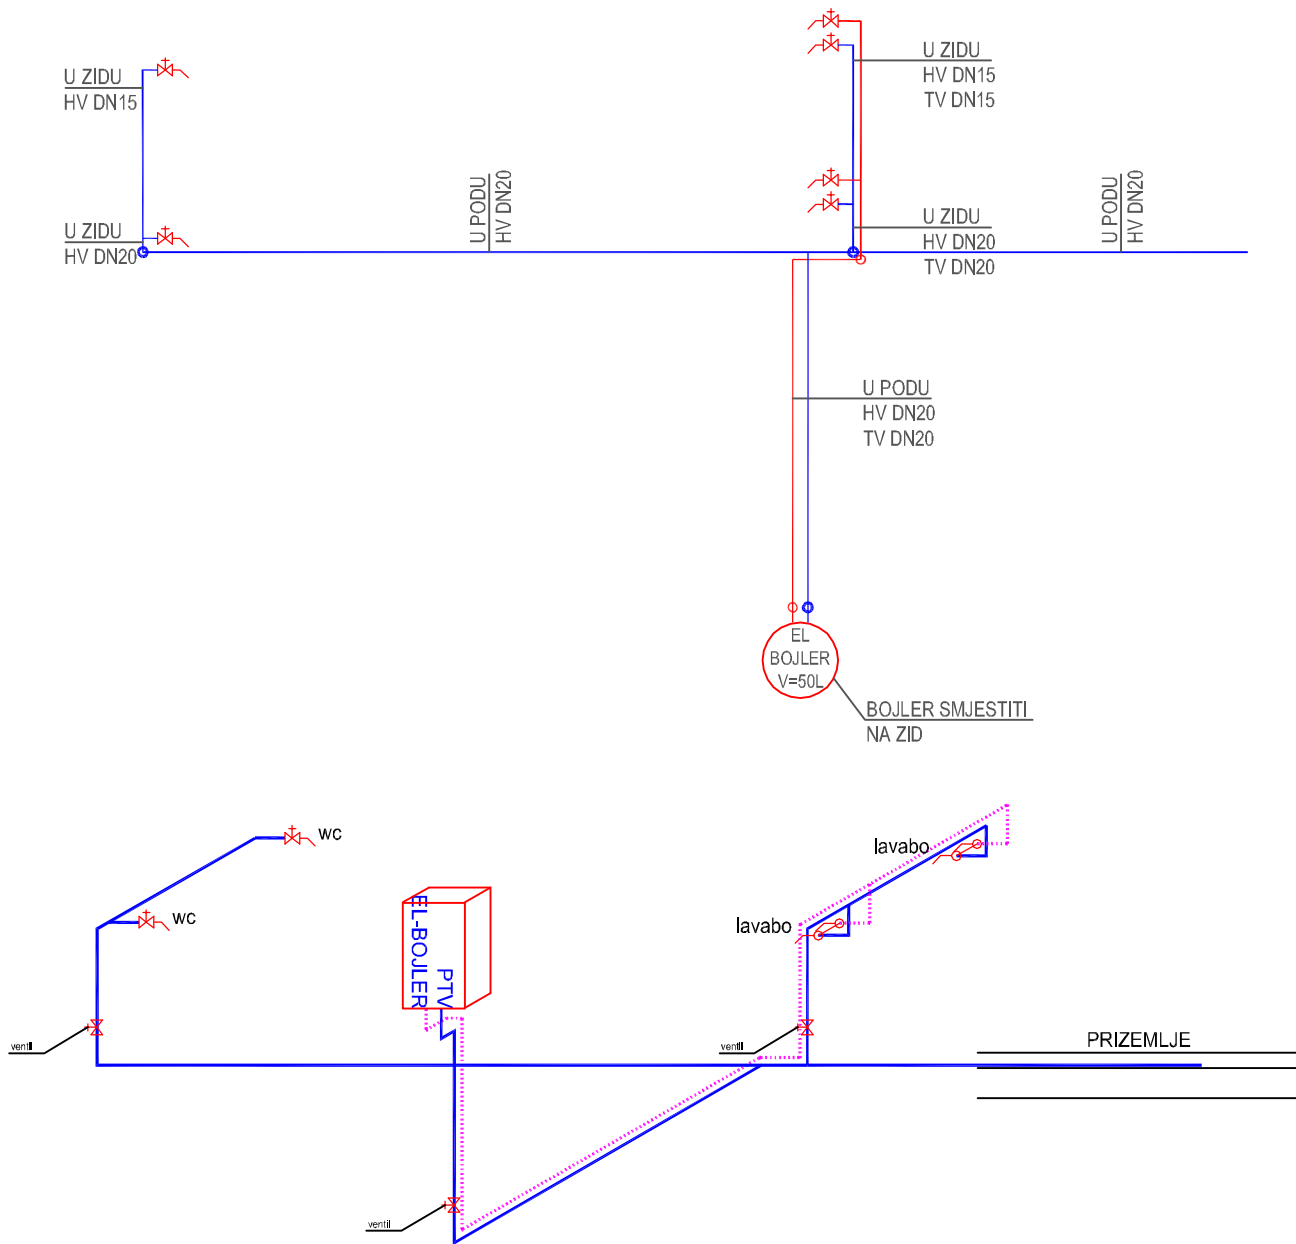 U ZIDU
HV DN15
U ZIDU
HV DN15
TV DN15
U PODU
HV DN20
U PODU
HV DN20
U ZIDU
HV DN20
U ZIDU
HV DN20
TV DN20
U PODU
HV DN20
TV DN20
EL
BOJLER
V=50L
BOJLER SMJESTITI
NA ZID
wc
lavabo
wc
EL-BOJLER
PTV
lavabo
ventil
ventil
PRIZEMLJE
ventil